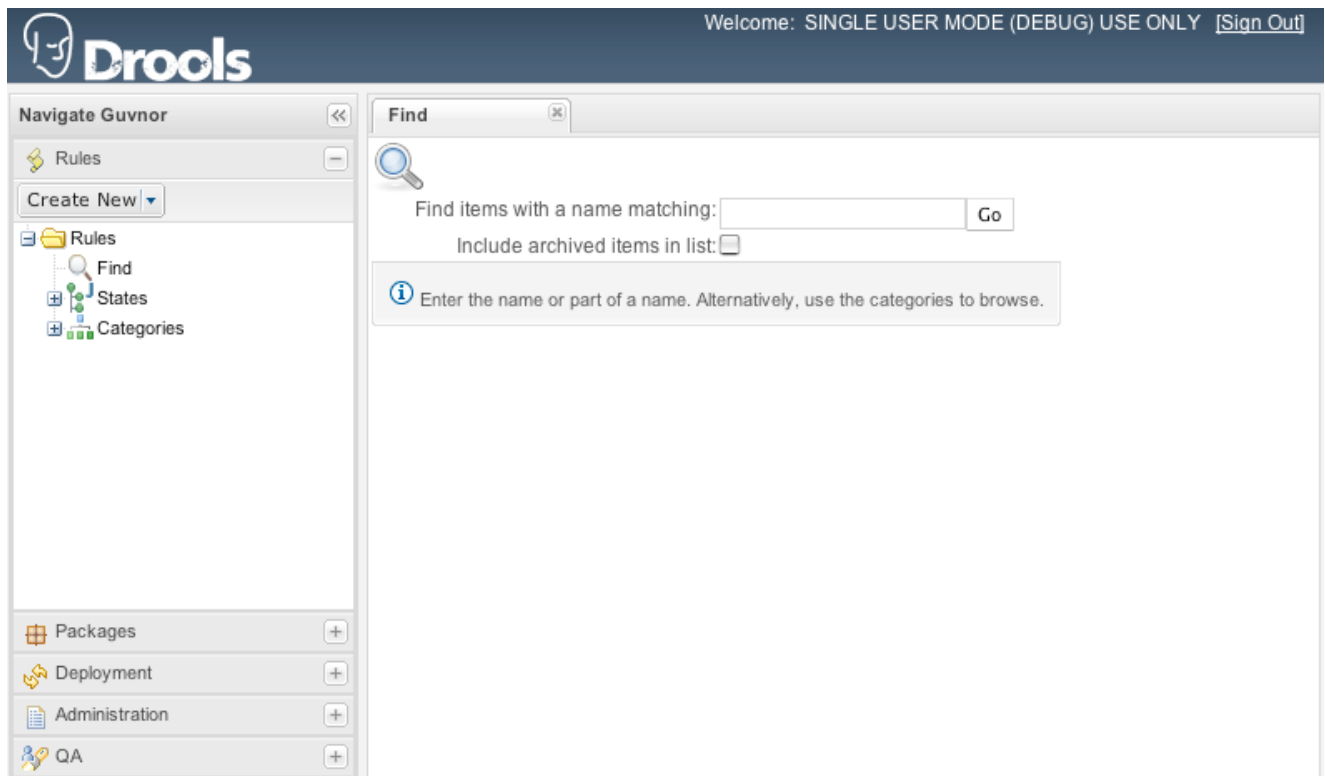 Welcome: SINGLE USER MODE (DEBUG) USE ONLY [Sign Out]
Drools
Navigate Guvnor
Rules
Create New
Rules
Find
States
Categories
Packages
Deployment
Administration
QA
Find
Find items with a name matching:
Go
Include archived items in list:
Enter the name or part of a name. Alternatively, use the categories to browse.